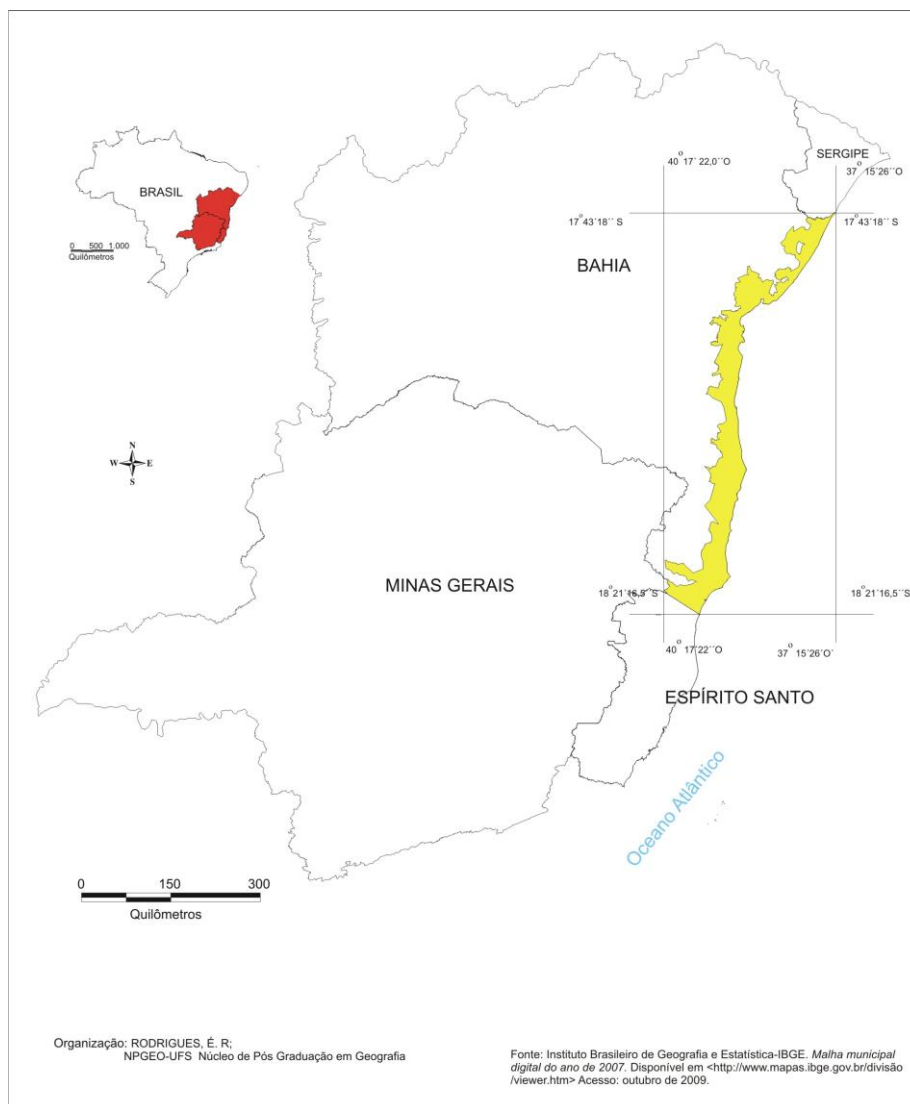 SERGIPE
40° 17´ 22,0´´O
37° 15´26´´O
BRASIL
17°43´18´´ S
17°43´18´´ S
0 500 1.000
Quilômetros
BAHIA
N
W E
S
MINAS GERAIS
18°21´16,5´´S
18°21´16,5´´S
40° 17´22´´O
37° 15´26´´O
ESPÍRITO SANTO
Oceano Atlântico
0 150 300
Quilômetros
Organização: RODRIGUES, É. R;
NPGEO-UFS Núcleo de Pós Graduação em Geografia
Fonte: Instituto Brasileiro de Geografia e Estatística-IBGE. Malha municipal
digital do ano de 2007. Disponível em <http://www.mapas.ibge.gov.br/divisão
/viewer.htm> Acesso: outubro de 2009.